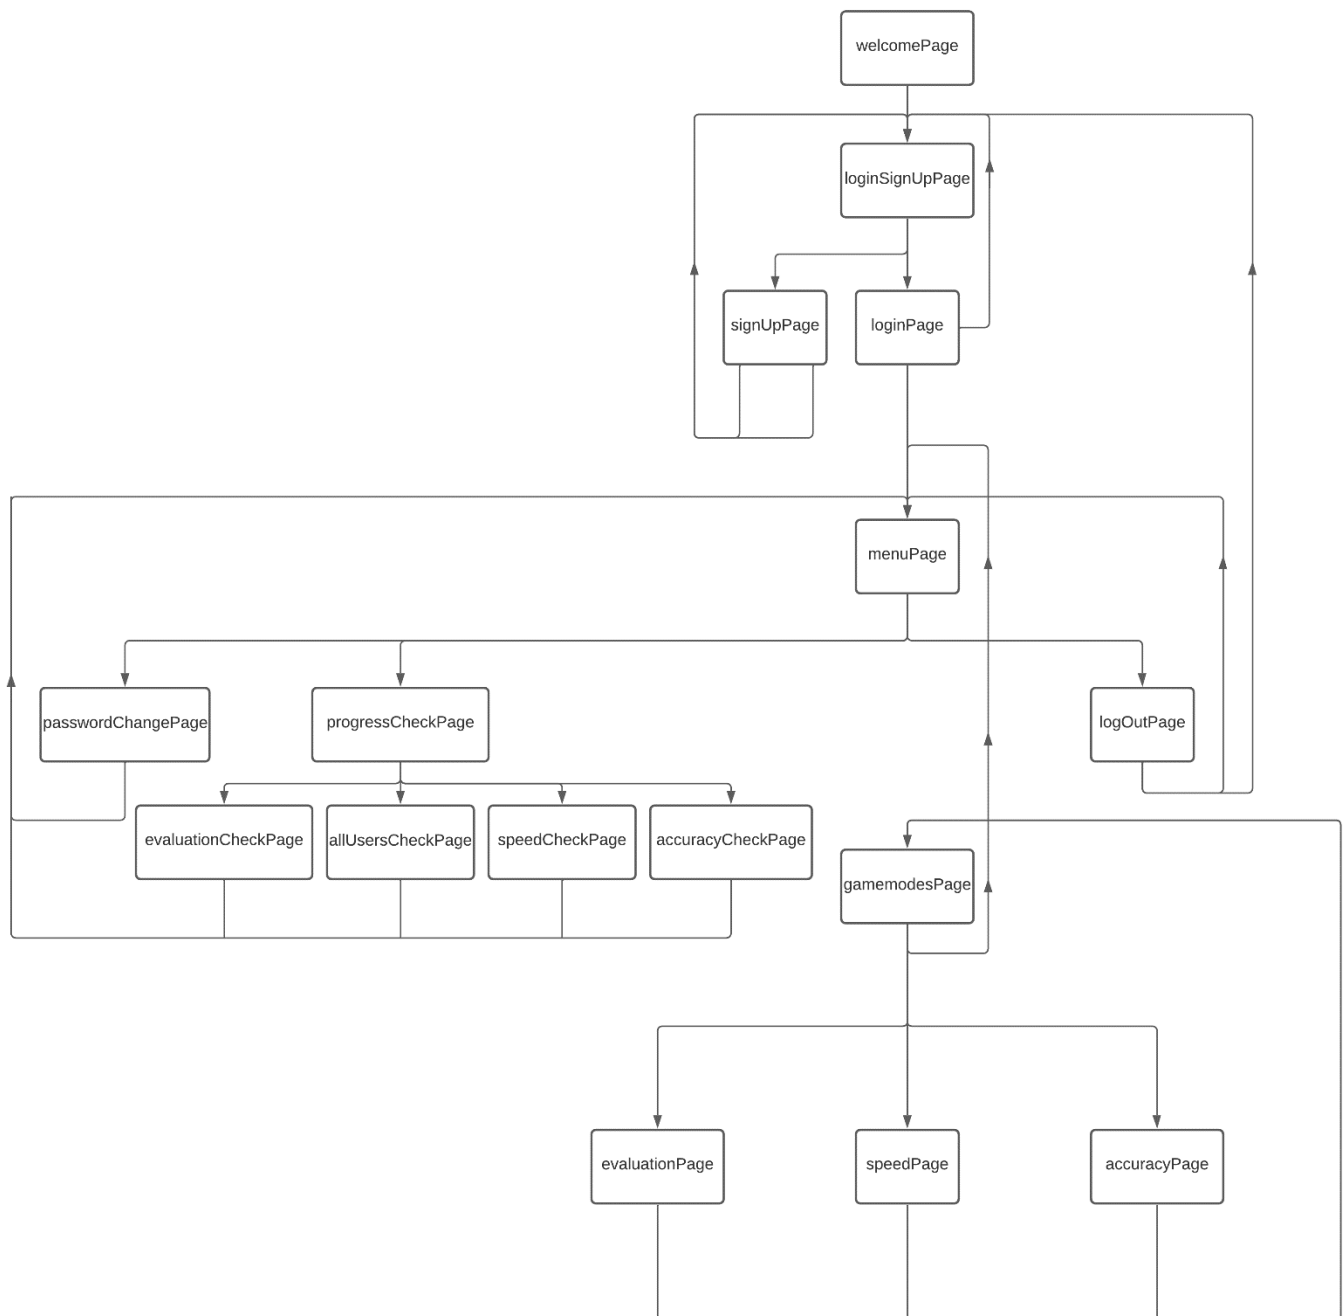 welcomePage
loginSignUpPage
signUpPage
loginPage
menuPage
passwordChangePage
progressCheckPage
logOutPage
evaluationCheckPage
allUsersCheckPage
speedCheckPage
accuracyCheckPage
gamemodesPage
evaluationPage
speedPage
accuracyPage